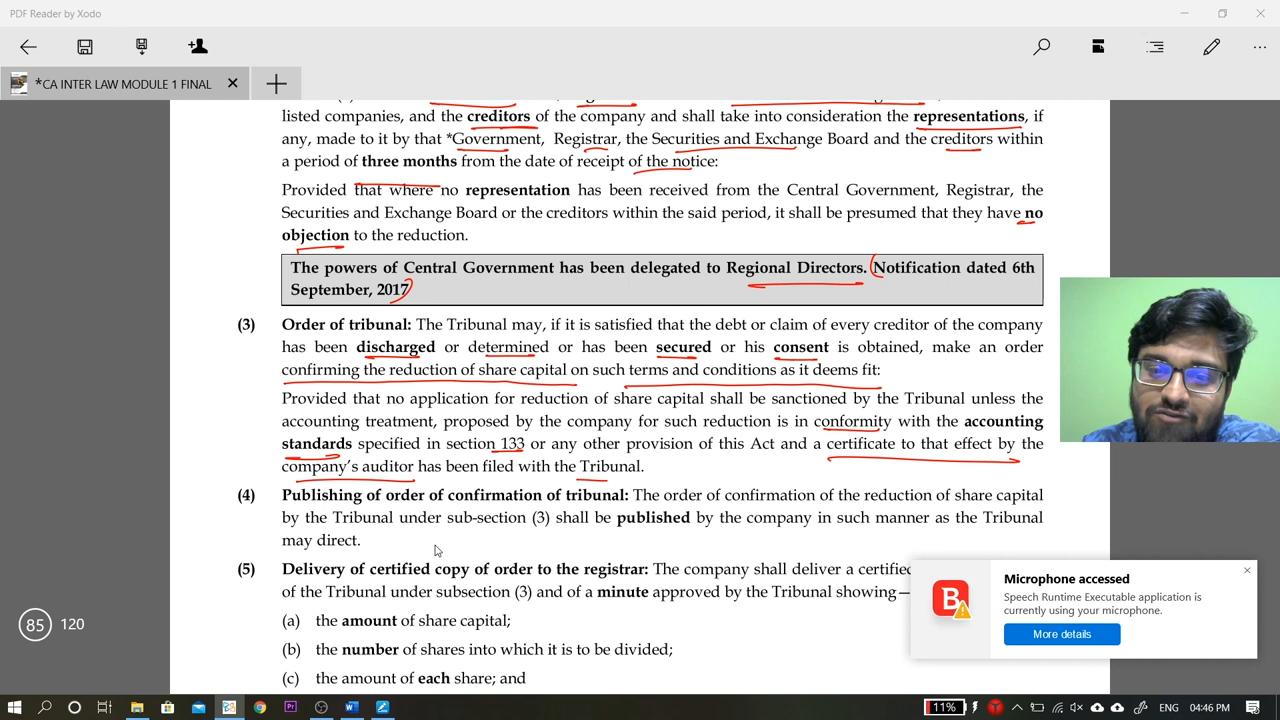 PDF Reader by Xodo
*CA INTER LAW MODULE 1 FINAL
listed companies, and the creditors of the company and shall take into consideration the representations, if
any, made to it by that *Government, Registrar, the Securities and Exchange Board and the creditors within
a period of three months from the date of receipt of the notice:
Provided that where no representation has been received from the Central Government, Registrar, the
Securities and Exchange Board or the creditors within the said period, it shall be presumed that they have no
objection to the reduction.
The powers of Central Government has been delegated to Regional Directors. (Notification dated 6th
September, 2017)
(3) Order of tribunal: The Tribunal may, if it is satisfied that the debt or claim of every creditor of the company
has been discharged or determined or has been secured or his consent is obtained, make an order
confirming the reduction of share capital on such terms and conditions as it deems fit:
Provided that no application for reduction of share capital shall be sanctioned by the Tribunal unless the
accounting treatment, proposed by the company for such reduction is in conformity with the accounting
standards specified in section 133 or any other provision of this Act and a certificate to that effect by the
company's auditor has been filed with the Tribunal.
(4) Publishing of order of confirmation of tribunal: The order of confirmation of the reduction of share capital
by the Tribunal under sub-section (3) shall be published by the company in such manner as the Tribunal
may direct.
(5) Delivery of certified copy of order to the registrar: The company shall deliver a certified
of the Tribunal under subsection (3) and of a minute approved by the Tribunal showing—
(a) the amount of share capital;
(b) the number of shares into which it is to be divided;
(c) the amount of each share; and
85 120
B
Microphone accessed
Speech Runtime Executable application is
currently using your microphone.
More details
11%
ENG
04:46 PM